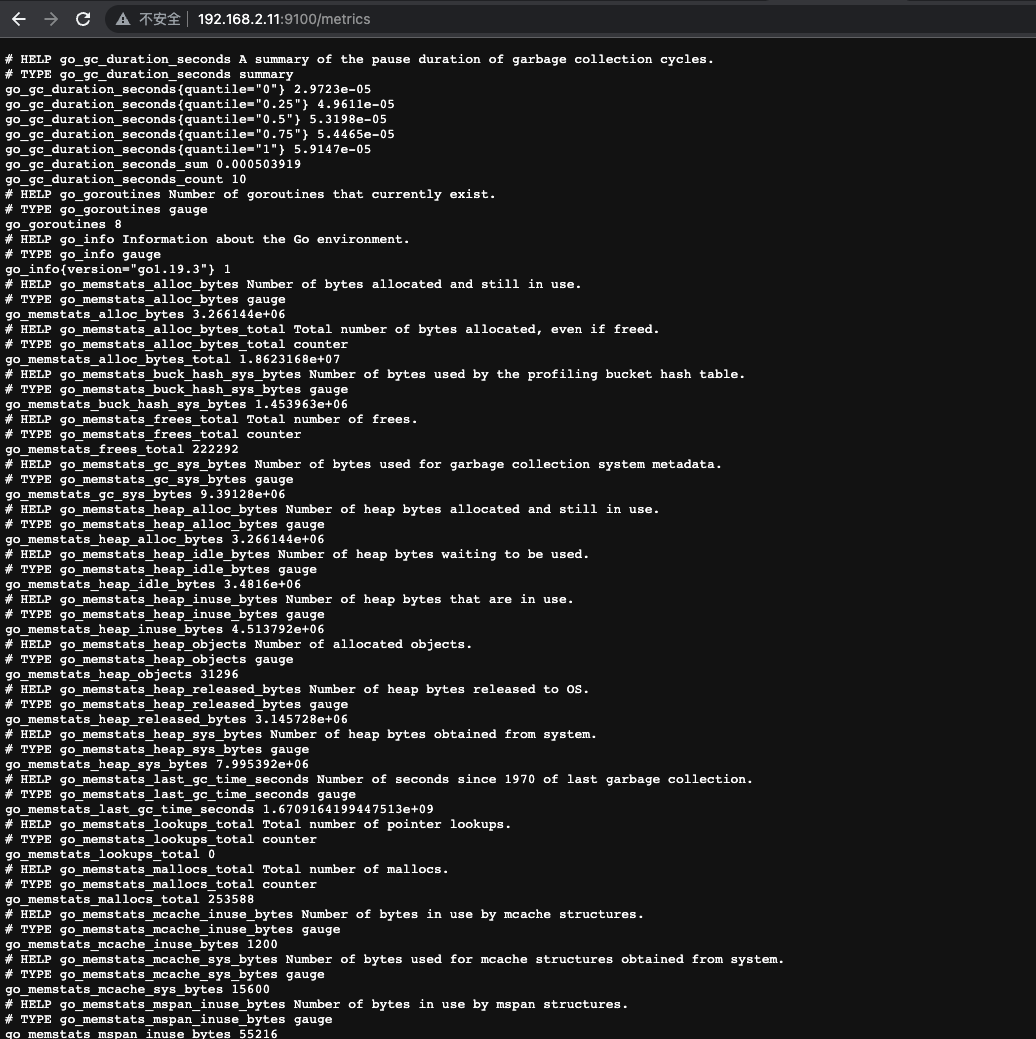 不安全 192.168.2.11:9100/metrics
# HELP go_gc_duration_seconds A summary of the pause duration of garbage collection cycles.
# TYPE go_gc_duration_seconds summary
go_gc_duration_seconds{quantile="0"} 2.9723e-05
go_gc_duration_seconds{quantile="0.25"} 4.9611e-05
go_gc_duration_seconds{quantile="0.5"} 5.3198e-05
go_gc_duration_seconds{quantile="0.75"} 5.4465e-05
go_gc_duration_seconds{quantile="1"} 5.9147e-05
go_gc_duration_seconds_sum 0.000503919
go_gc_duration_seconds_count 10
# HELP go_goroutines Number of goroutines that currently exist.
# TYPE go_goroutines gauge
go_goroutines 8
# HELP go_info Information about the Go environment.
# TYPE go_info gauge
go_info{version="go1.19.3"} 1
# HELP go_memstats_alloc_bytes Number of bytes allocated and still in use.
# TYPE go_memstats_alloc_bytes gauge
go_memstats_alloc_bytes 3.266144e+06
# HELP go_memstats_alloc_bytes_total Total number of bytes allocated, even if freed.
# TYPE go_memstats_alloc_bytes_total counter
go_memstats_alloc_bytes_total 1.8623168e+07
# HELP go_memstats_buck_hash_sys_bytes Number of bytes used by the profiling bucket hash table.
# TYPE go_memstats_buck_hash_sys_bytes gauge
go_memstats_buck_hash_sys_bytes 1.453963e+06
# HELP go_memstats_frees_total Total number of frees.
# TYPE go_memstats_frees_total counter
go_memstats_frees_total 222292
# HELP go_memstats_gc_sys_bytes Number of bytes used for garbage collection system metadata.
# TYPE go_memstats_gc_sys_bytes gauge
go_memstats_gc_sys_bytes 9.39128e+06
# HELP go_memstats_heap_alloc_bytes Number of heap bytes allocated and still in use.
# TYPE go_memstats_heap_alloc_bytes gauge
go_memstats_heap_alloc_bytes 3.266144e+06
# HELP go_memstats_heap_idle_bytes Number of heap bytes waiting to be used.
# TYPE go_memstats_heap_idle_bytes gauge
go_memstats_heap_idle_bytes 3.4816e+06
# HELP go_memstats_heap_inuse_bytes Number of heap bytes that are in use.
# TYPE go_memstats_heap_inuse_bytes gauge
go_memstats_heap_inuse_bytes 4.513792e+06
# HELP go_memstats_heap_objects Number of allocated objects.
# TYPE go_memstats_heap_objects gauge
go_memstats_heap_objects 31296
# HELP go_memstats_heap_released_bytes Number of heap bytes released to OS.
# TYPE go_memstats_heap_released_bytes gauge
go_memstats_heap_released_bytes 3.145728e+06
# HELP go_memstats_heap_sys_bytes Number of heap bytes obtained from system.
# TYPE go_memstats_heap_sys_bytes gauge
go_memstats_heap_sys_bytes 7.995392e+06
# HELP go_memstats_last_gc_time_seconds Number of seconds since 1970 of last garbage collection.
# TYPE go_memstats_last_gc_time_seconds gauge
go_memstats_last_gc_time_seconds 1.6709164199447513e+09
# HELP go_memstats_lookups_total Total number of pointer lookups.
# TYPE go_memstats_lookups_total counter
go_memstats_lookups_total 0
# HELP go_memstats_mallocs_total Total number of mallocs.
# TYPE go_memstats_mallocs_total counter
go_memstats_mallocs_total 253588
# HELP go_memstats_mcache_inuse_bytes Number of bytes in use by mcache structures.
# TYPE go_memstats_mcache_inuse_bytes gauge
go_memstats_mcache_inuse_bytes 1200
# HELP go_memstats_mcache_sys_bytes Number of bytes used for mcache structures obtained from system.
# TYPE go_memstats_mcache_sys_bytes gauge
go_memstats_mcache_sys_bytes 15600
# HELP go_memstats_mspan_inuse_bytes Number of bytes in use by mspan structures.
# TYPE go_memstats_mspan_inuse_bytes gauge
go_memstats_mspan_inuse_bytes 55216